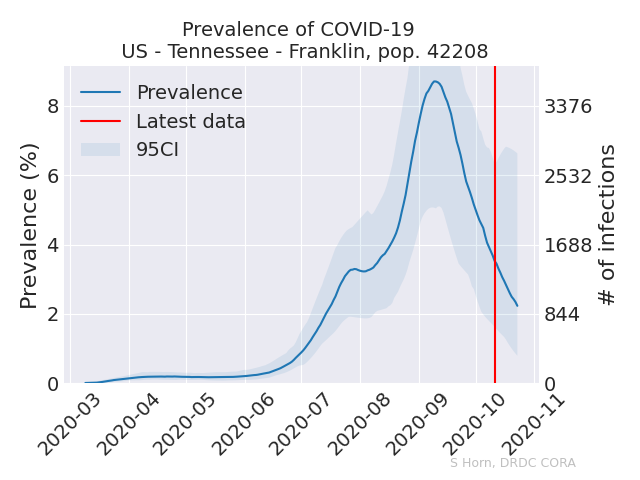 Prevalence of COVID-19
US - Tennessee - Franklin, pop. 42208
Prevalence
Latest data
95CI
Prevalence (%)
8
6
4
2
0
3376
2532
1688
844
0
# of infections
2020-03
2020-04
2020-05
2020-06
2020-07
2020-08
2020-09
2020-10
2020-11
S Horn, DRDC CORA